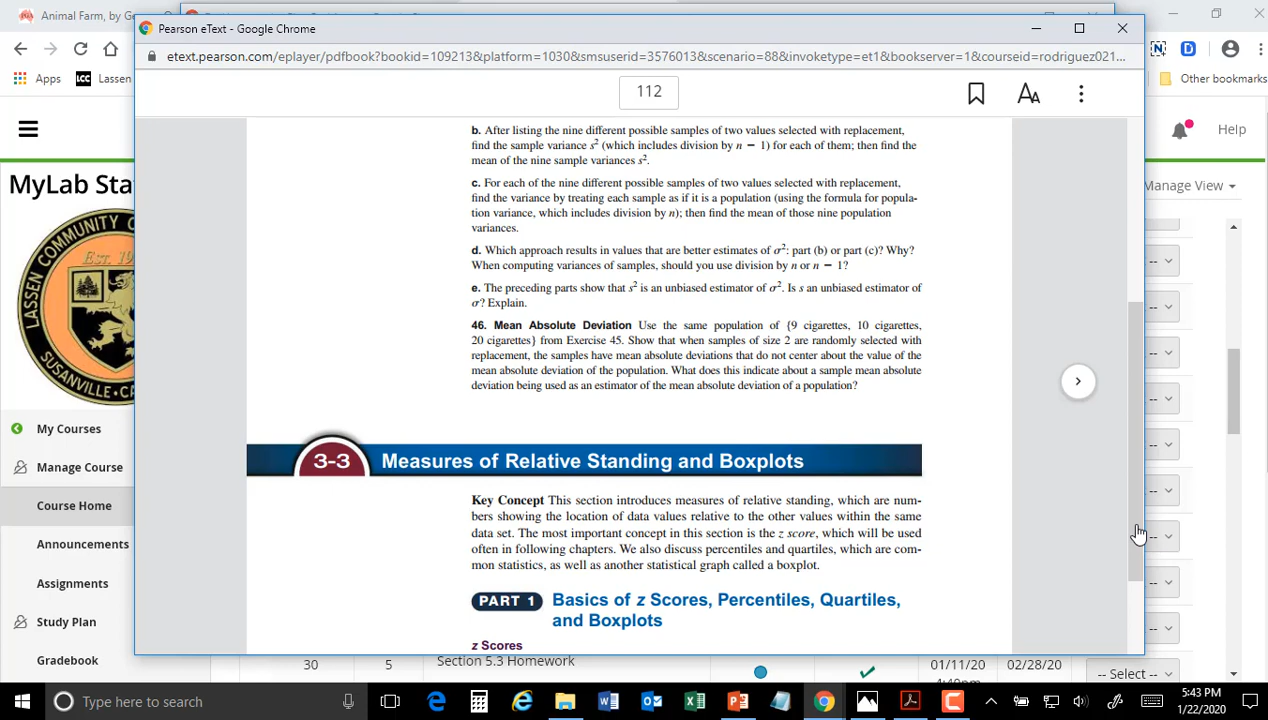 Animal Farm, by Ge
Pearson eText - Google Chrome
etext.pearson.com/eplayer/pdfbook?bookid=109213&platform=1030&smsuserid=3576013&scenario=88&invoketype=et1&bookserver=1&courseid=rodriguez021...
Apps
LCC
Lassen
Other bookmarks
112
AA
Help
MyLab Sta
Manage View
b. After listing the nine different possible samples of two values selected with replacement,
find the sample variance s² (which includes division by n − 1) for each of them; then find the
mean of the nine sample variances s².
c. For each of the nine different possible samples of two values selected with replacement,
find the variance by treating each sample as if it is a population (using the formula for popula-
tion variance, which includes division by n); then find the mean of those nine population
variances.
d. Which approach results in values that are better estimates of σ²: part (b) or part (c)? Why?
When computing variances of samples, should you use division by n or n − 1?
e. The preceding parts show that s² is an unbiased estimator of σ². Is s an unbiased estimator of
σ? Explain.
46. Mean Absolute Deviation Use the same population of {9 cigarettes, 10 cigarettes,
20 cigarettes} from Exercise 45. Show that when samples of size 2 are randomly selected with
replacement, the samples have mean absolute deviations that do not center about the value of the
mean absolute deviation of the population. What does this indicate about a sample mean absolute
deviation being used as an estimator of the mean absolute deviation of a population?
3-3 Measures of Relative Standing and Boxplots
Key Concept This section introduces measures of relative standing, which are num-
bers showing the location of data values relative to the other values within the same
data set. The most important concept in this section is the z score, which will be used
often in following chapters. We also discuss percentiles and quartiles, which are com-
mon statistics, as well as another statistical graph called a boxplot.
PART 1 Basics of z Scores, Percentiles, Quartiles,
and Boxplots
z Scores
LASSEN COMMUNITY C
Est. 19
SUSANVILLE·CA
My Courses
Manage Course
Course Home
Announcements
Assignments
Study Plan
Gradebook
30 5 Section 5.3 Homework 01/11/20 02/28/20 -- Select
4:40pm
Type here to search
5:43 PM
1/22/2020